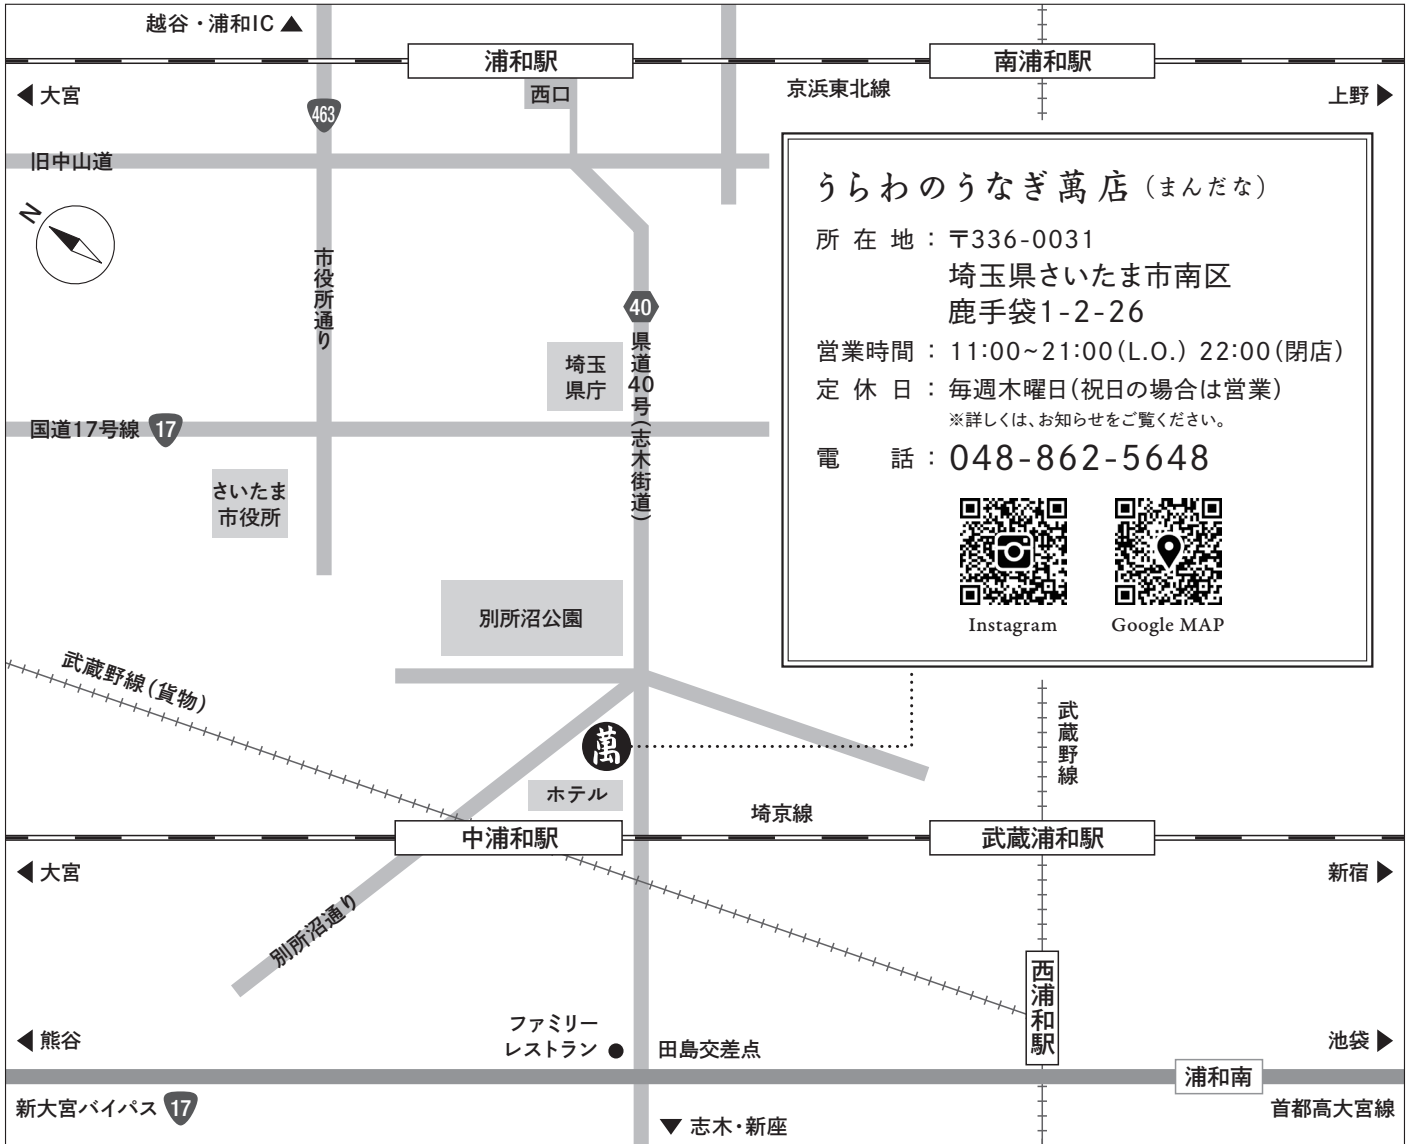 越谷・浦和IC ▲
浦和駅
南浦和駅
◀ 大宮
西口
京浜東北線
上野 ▶
463
旧中山道
N
市役所通り
40
県道40号(志木街道)
埼玉
県庁
国道17号線 17
さいたま
市役所
うらわのうなぎ萬店(まんだな)
所在地:〒336-0031
埼玉県さいたま市南区
鹿手袋1-2-26
営業時間:11:00~21:00(L.O.) 22:00(閉店)
定休日:毎週木曜日(祝日の場合は営業)
※詳しくは、お知らせをご覧ください。
電話:048-862-5648
Instagram
Google MAP
別所沼公園
武蔵野線(貨物)
萬
ホテル
武蔵野線
埼京線
中浦和駅
武蔵浦和駅
◀ 大宮
新宿 ▶
別所沼通り
西浦和駅
◀ 熊谷
ファミリー
レストラン
田島交差点
池袋 ▶
浦和南
新大宮バイパス 17
首都高大宮線
▼ 志木・新座